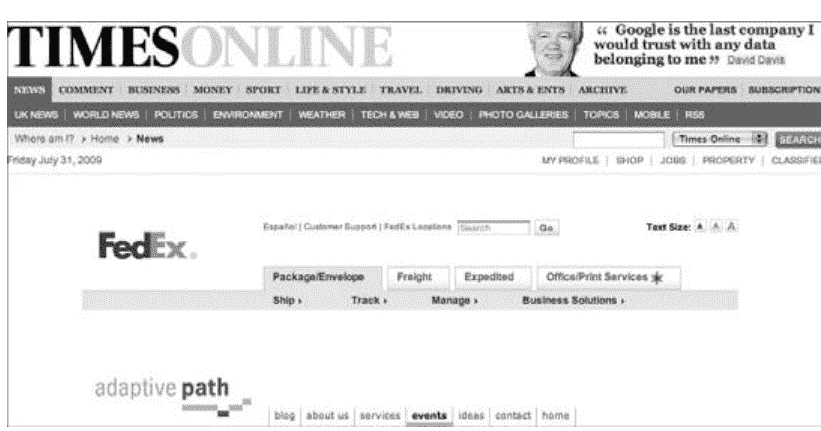 TIMESONLINE
“ Google is the last company I
would trust with any data
belonging to me ” David Davis
NEWS COMMENT BUSINESS MONEY SPORT LIFE & STYLE TRAVEL DRIVING ARTS & ENTS ARCHIVE OUR PAPERS SUBSCRIPTION
UK NEWS WORLD NEWS POLITICS ENVIRONMENT WEATHER TECH & WEB VIDEO PHOTO GALLERIES TOPICS MOBILE RSS
Where am I? > Home > News Times Online SEARCH
Friday July 31, 2009 MY PROFILE | SHOP | JOBS | PROPERTY | CLASSIFIE
FedEx. Español | Customer Support | FedEx Locations Search Go Text Size: A A A
Package/Envelope Freight Expedited Office/Print Services
Ship › Track › Manage › Business Solutions ›
adaptive path
blog | about us | services | events | ideas | contact | home